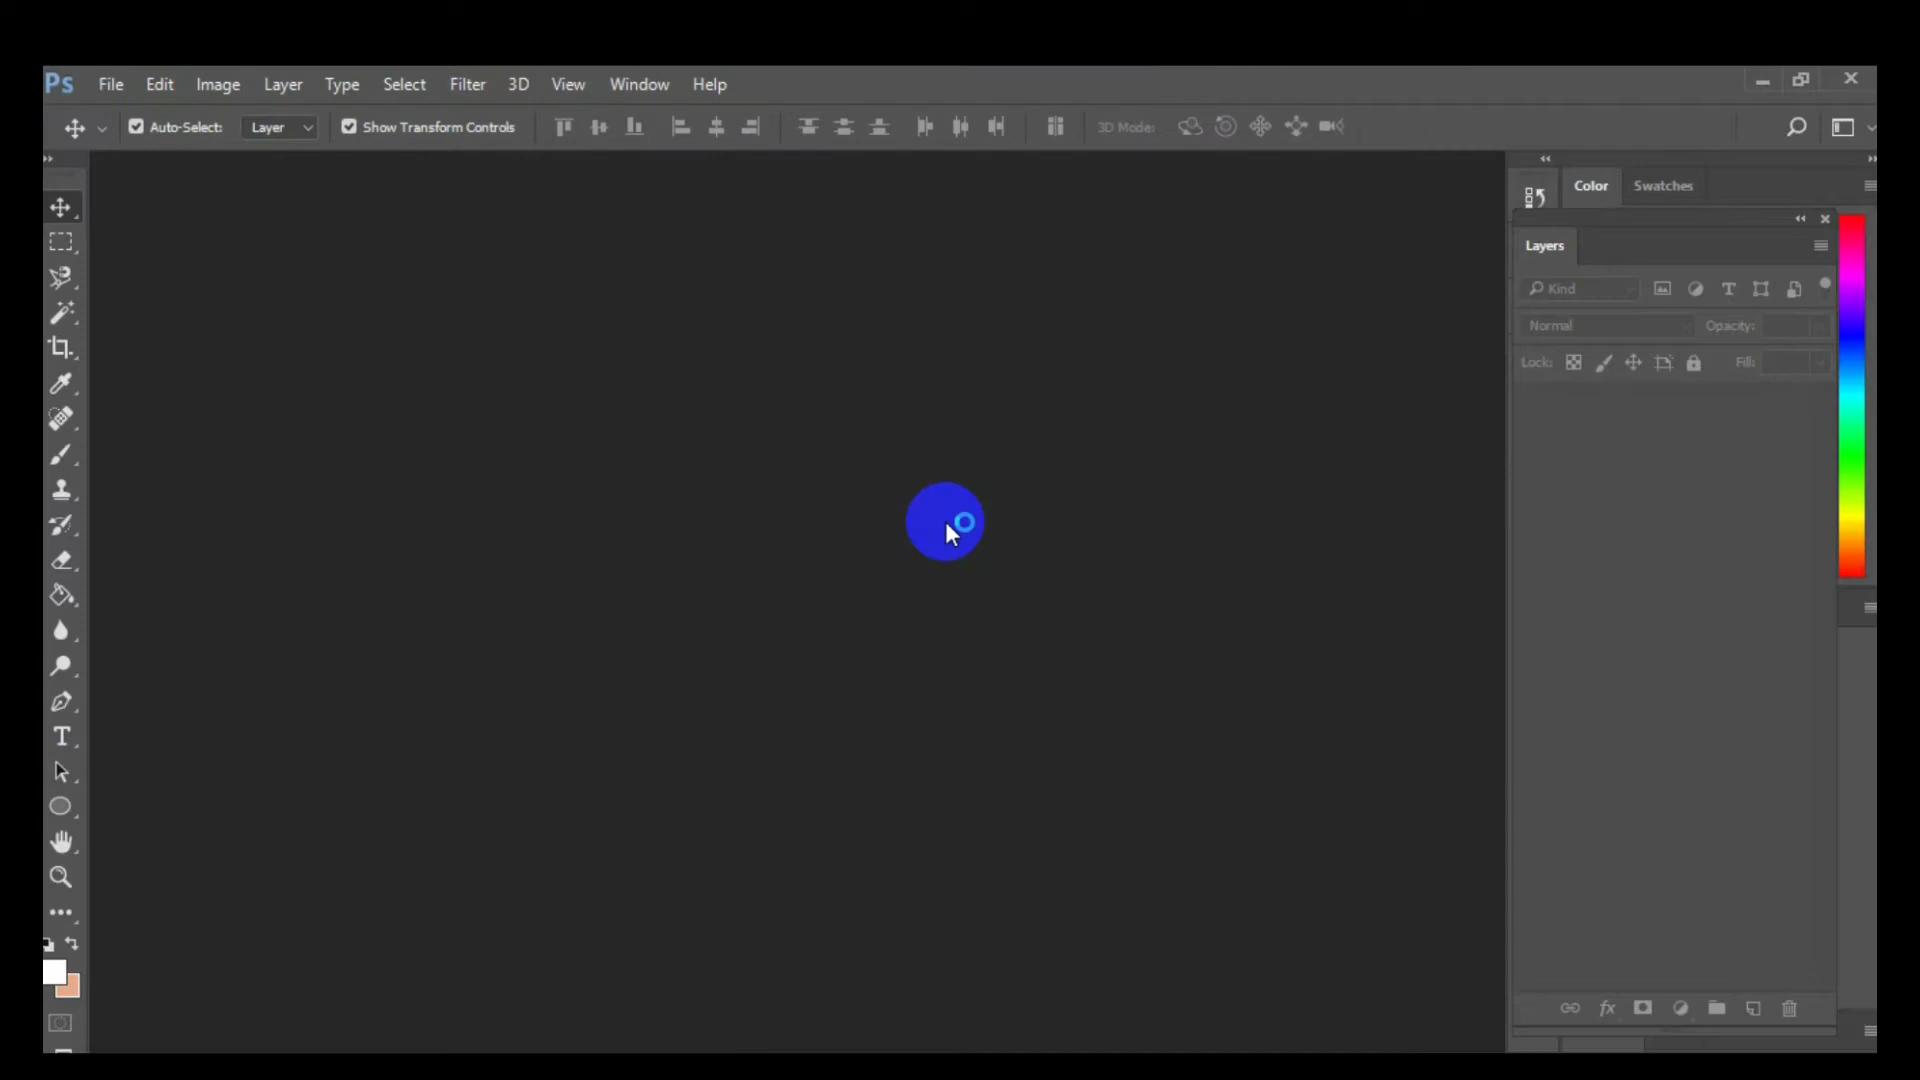 Ps File Edit Image Layer Type Select Filter 3D View Window Help
Auto-Select: Layer Show Transform Controls 3D Mode:
Color Swatches
Layers
Kind
Normal Opacity:
Lock: Fill:
fx